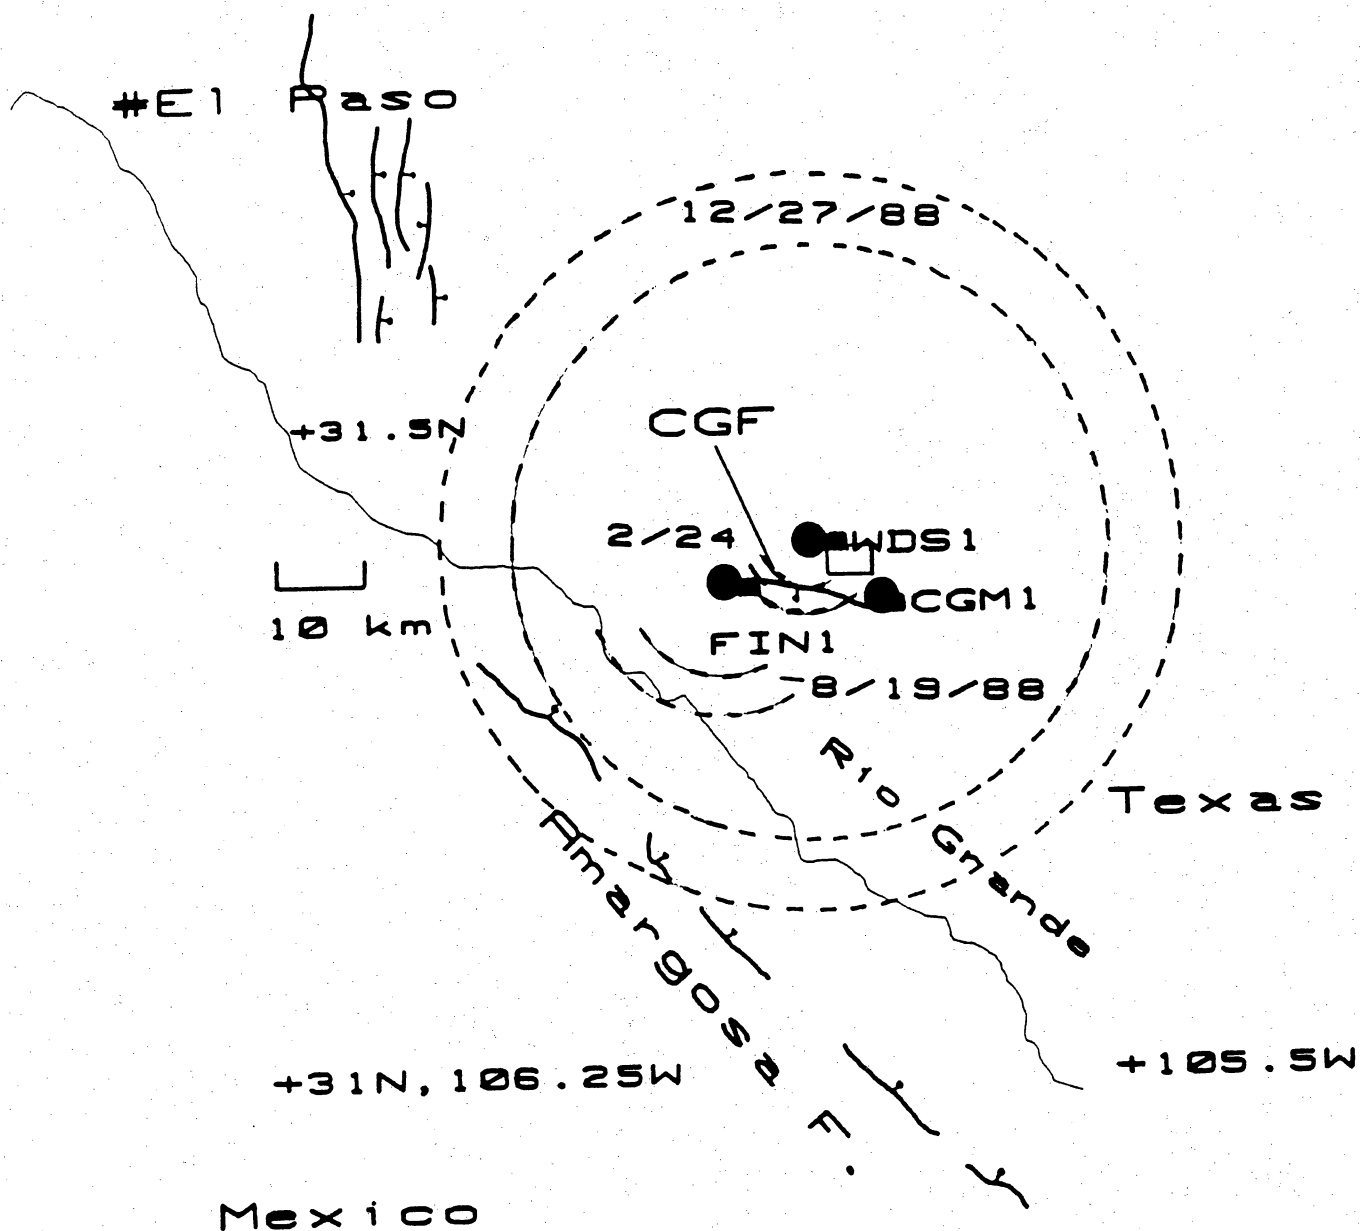 #El Paso
12/27/88
CGF
+31.5N
2/24
WDS1
CGM1
10 km
FIN1
8/19/88
Rio Grande
Texas
Amargosa F.
+105.5W
+31N,106.25W
Mexico